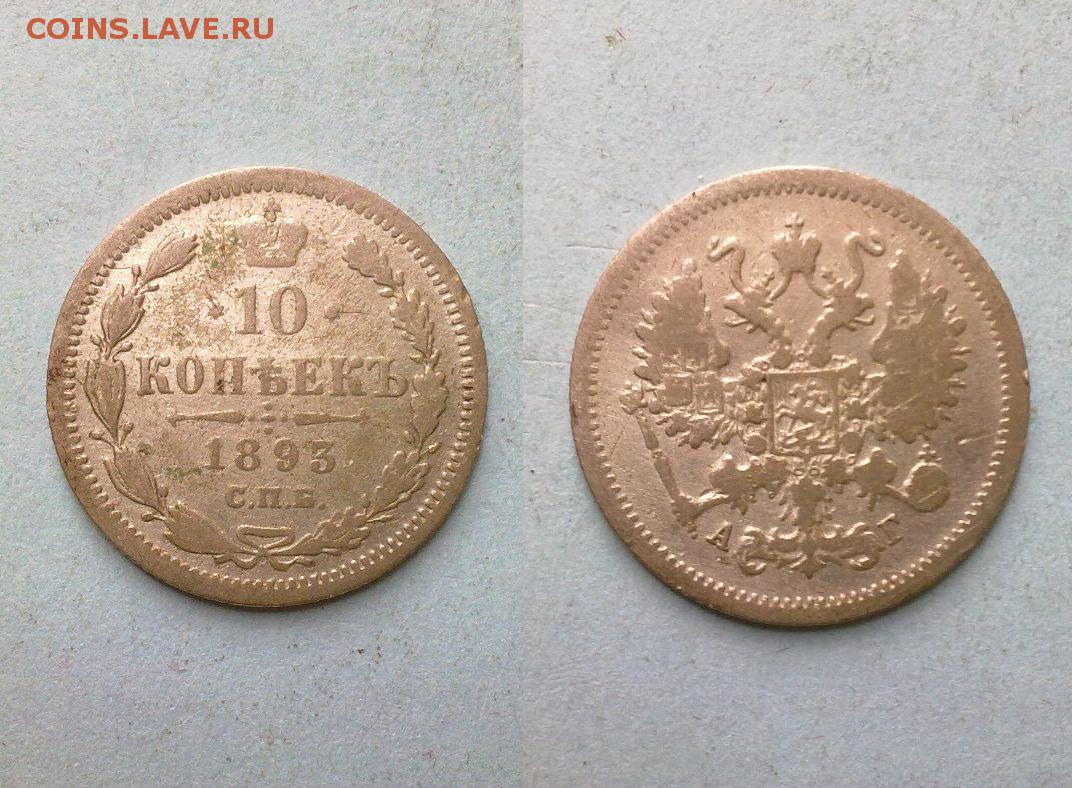 COINS.LAVE.RU
10
КОПѢЕКЪ
1893
С.П.Б.
А Г